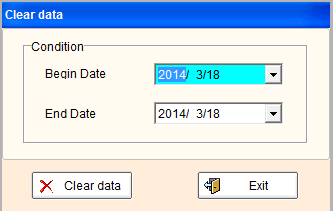 Clear data
Condition
Begin Date 2014/ 3/18
End Date 2014/ 3/18
Clear data Exit